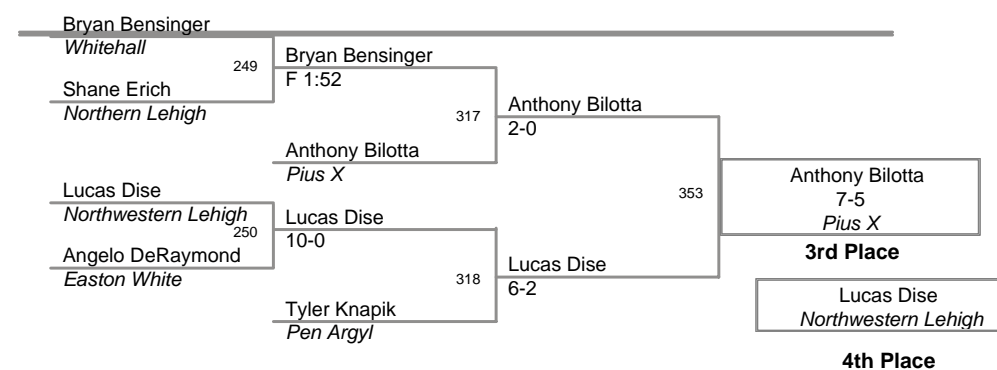 Bryan Bensinger
Whitehall
249
Bryan Bensinger
F 1:52
Shane Erich
Northern Lehigh
317
Anthony Bilotta
2-0
Anthony Bilotta
Pius X
353
Anthony Bilotta
7-5
Pius X
3rd Place
Lucas Dise
Northwestern Lehigh
250
Lucas Dise
10-0
Angelo DeRaymond
Easton White
318
Lucas Dise
6-2
Tyler Knapik
Pen Argyl
Lucas Dise
Northwestern Lehigh
4th Place